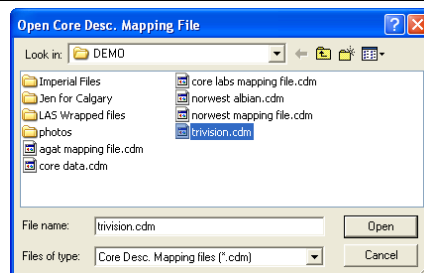 Open Core Desc. Mapping File
Look in: DEMO
Imperial Files
Jen for Calgary
LAS Wrapped files
photos
agat mapping file.cdm
core data.cdm
core labs mapping file.cdm
norwest albian.cdm
norwest mapping file.cdm
trivision.cdm
File name: trivision.cdm Open
Files of type: Core Desc. Mapping files (*.cdm) Cancel